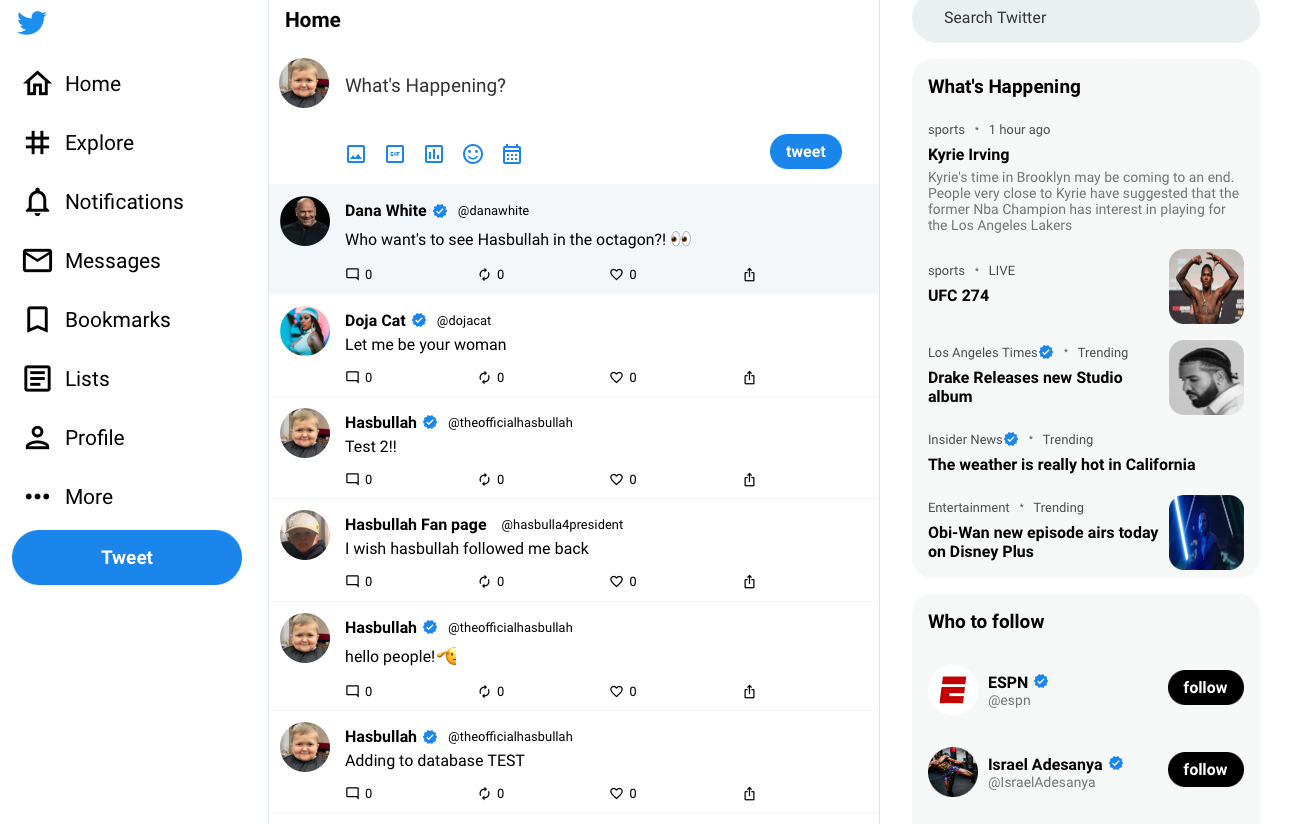 Home
Explore
Notifications
Messages
Bookmarks
Lists
Profile
More
Tweet
Home
What's Happening?
GIF
tweet
Dana White @danawhite
Who want's to see Hasbullah in the octagon?! 👀
0 0 0
Doja Cat @dojacat
Let me be your woman
0 0 0
Hasbullah @theofficialhasbullah
Test 2!!
0 0 0
Hasbullah Fan page @hasbulla4president
I wish hasbullah followed me back
0 0 0
Hasbullah @theofficialhasbullah
hello people!🫡
0 0 0
Hasbullah @theofficialhasbullah
Adding to database TEST
0 0 0
Search Twitter
What's Happening
sports • 1 hour ago
Kyrie Irving
Kyrie's time in Brooklyn may be coming to an end.
People very close to Kyrie have suggested that the
former Nba Champion has interest in playing for
the Los Angeles Lakers
sports • LIVE
UFC 274
Los Angeles Times • Trending
Drake Releases new Studio
album
Insider News • Trending
The weather is really hot in California
Entertainment • Trending
Obi-Wan new episode airs today
on Disney Plus
Who to follow
ESPN
@espn
follow
Israel Adesanya
@IsraelAdesanya
follow